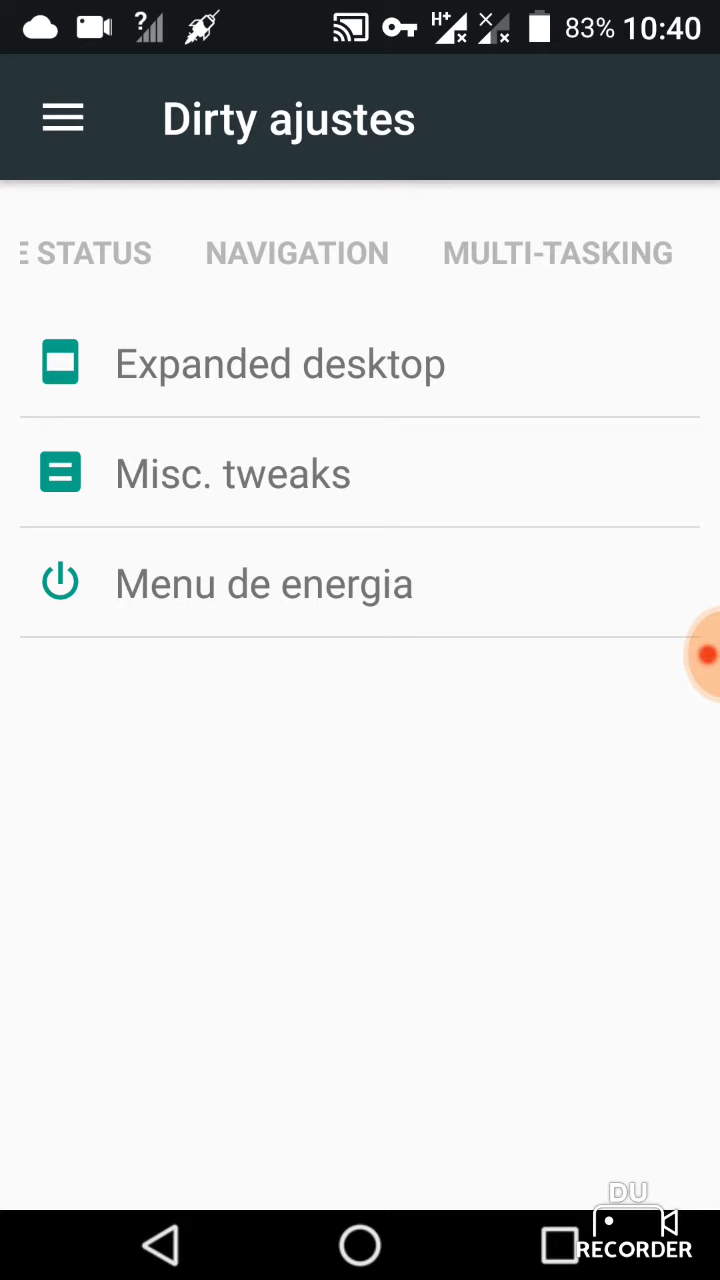 ? H+ 83% 10:40
Dirty ajustes
E STATUS NAVIGATION MULTI-TASKING
Expanded desktop
Misc. tweaks
Menu de energia
DU
RECORDER